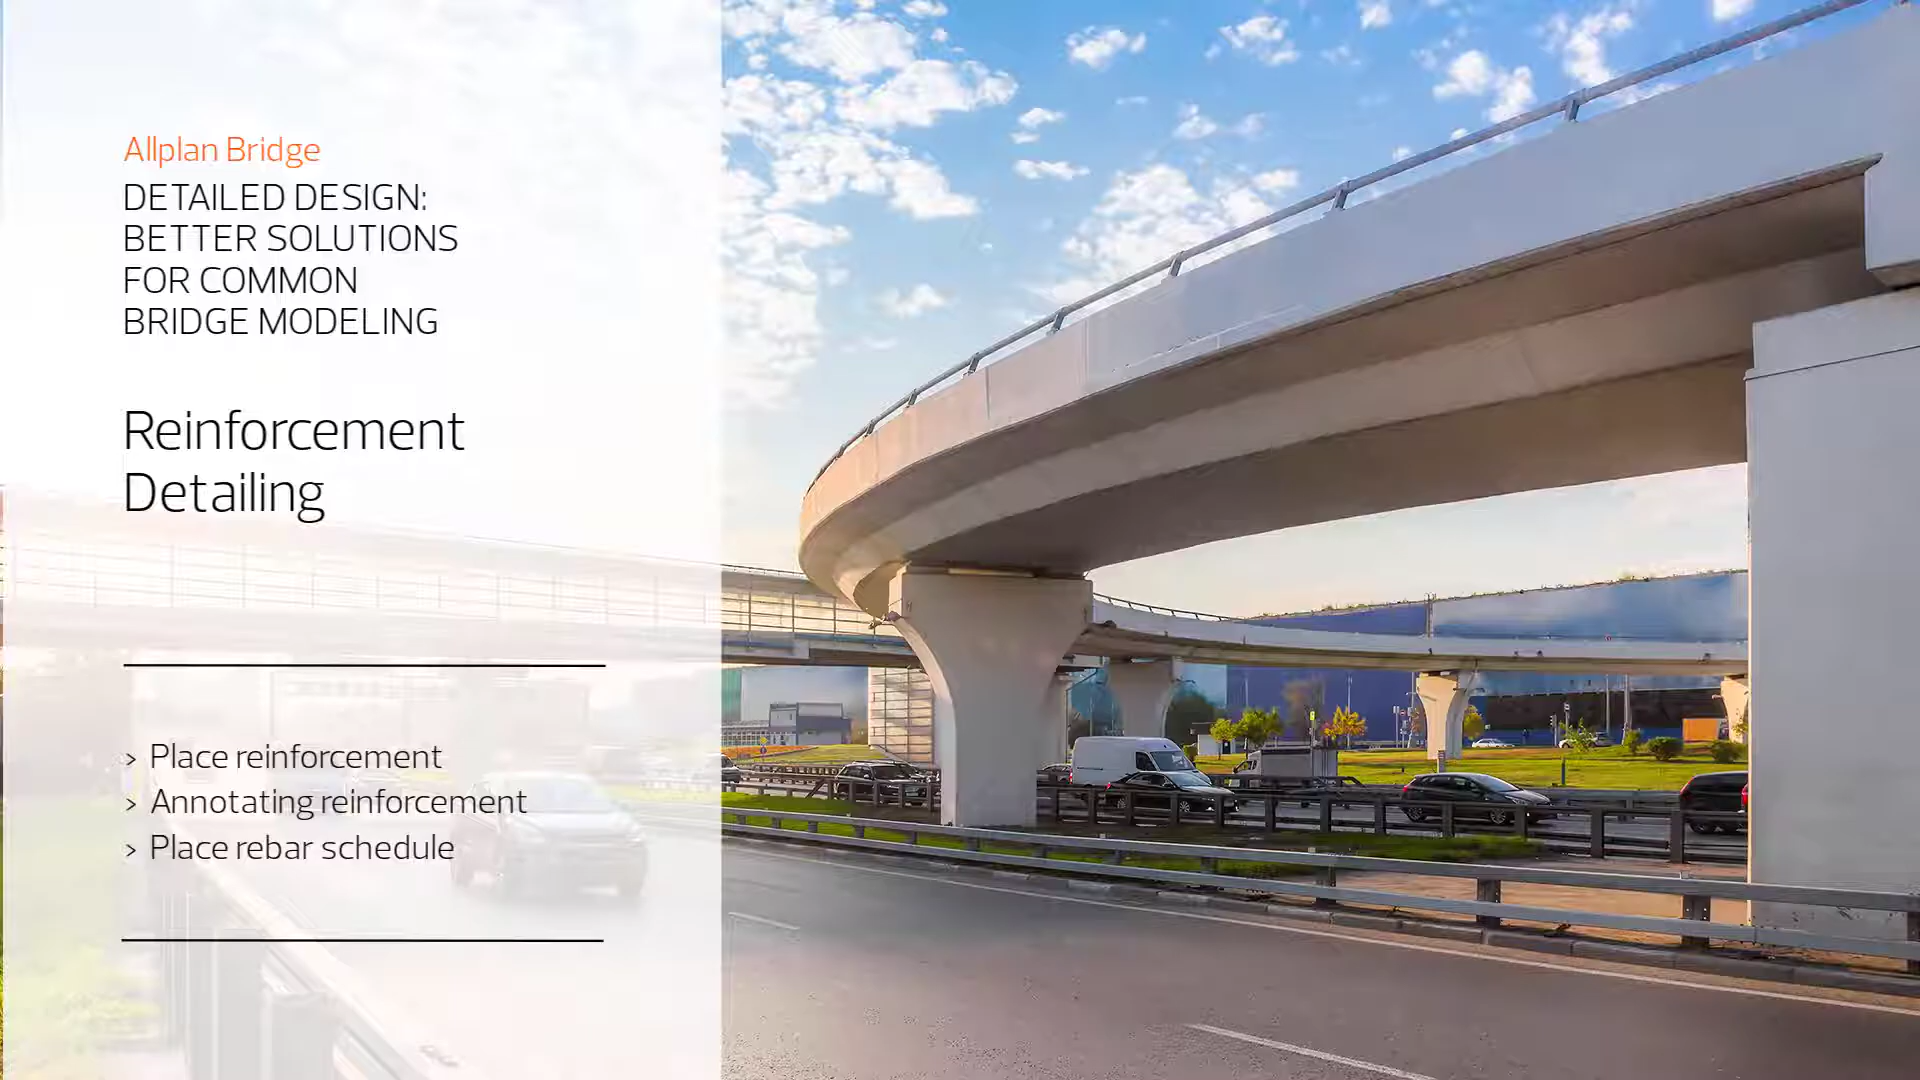 Allplan Bridge
DETAILED DESIGN:
BETTER SOLUTIONS
FOR COMMON
BRIDGE MODELING
Reinforcement
Detailing
> Place reinforcement
> Annotating reinforcement
> Place rebar schedule